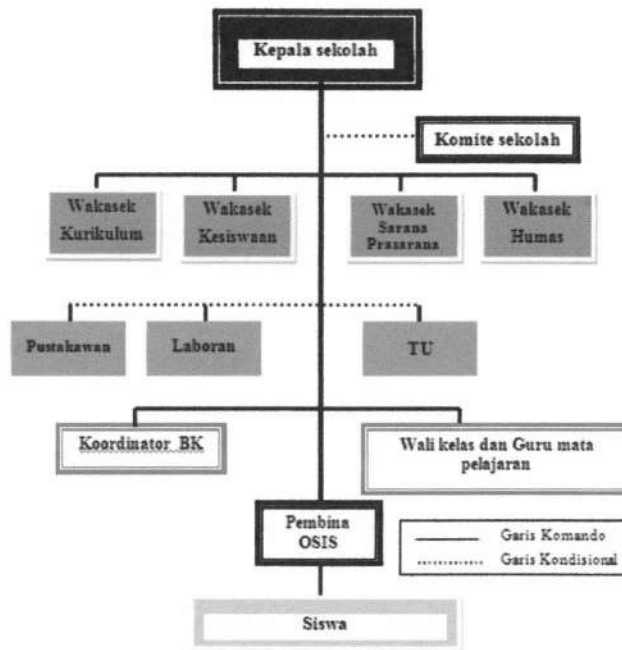 Kepala sekolah
Komite sekolah
Wakasek
Kurikulum
Wakasek
Kesiswaan
Wakasek
Sarana
Prasarana
Wakasek
Humas
Pustakawan
Laboran
TU
Koordinator BK
Wali kelas dan Guru mata
pelajaran
Pembina
OSIS
Garis Komando
Garis Kondisional
Siswa